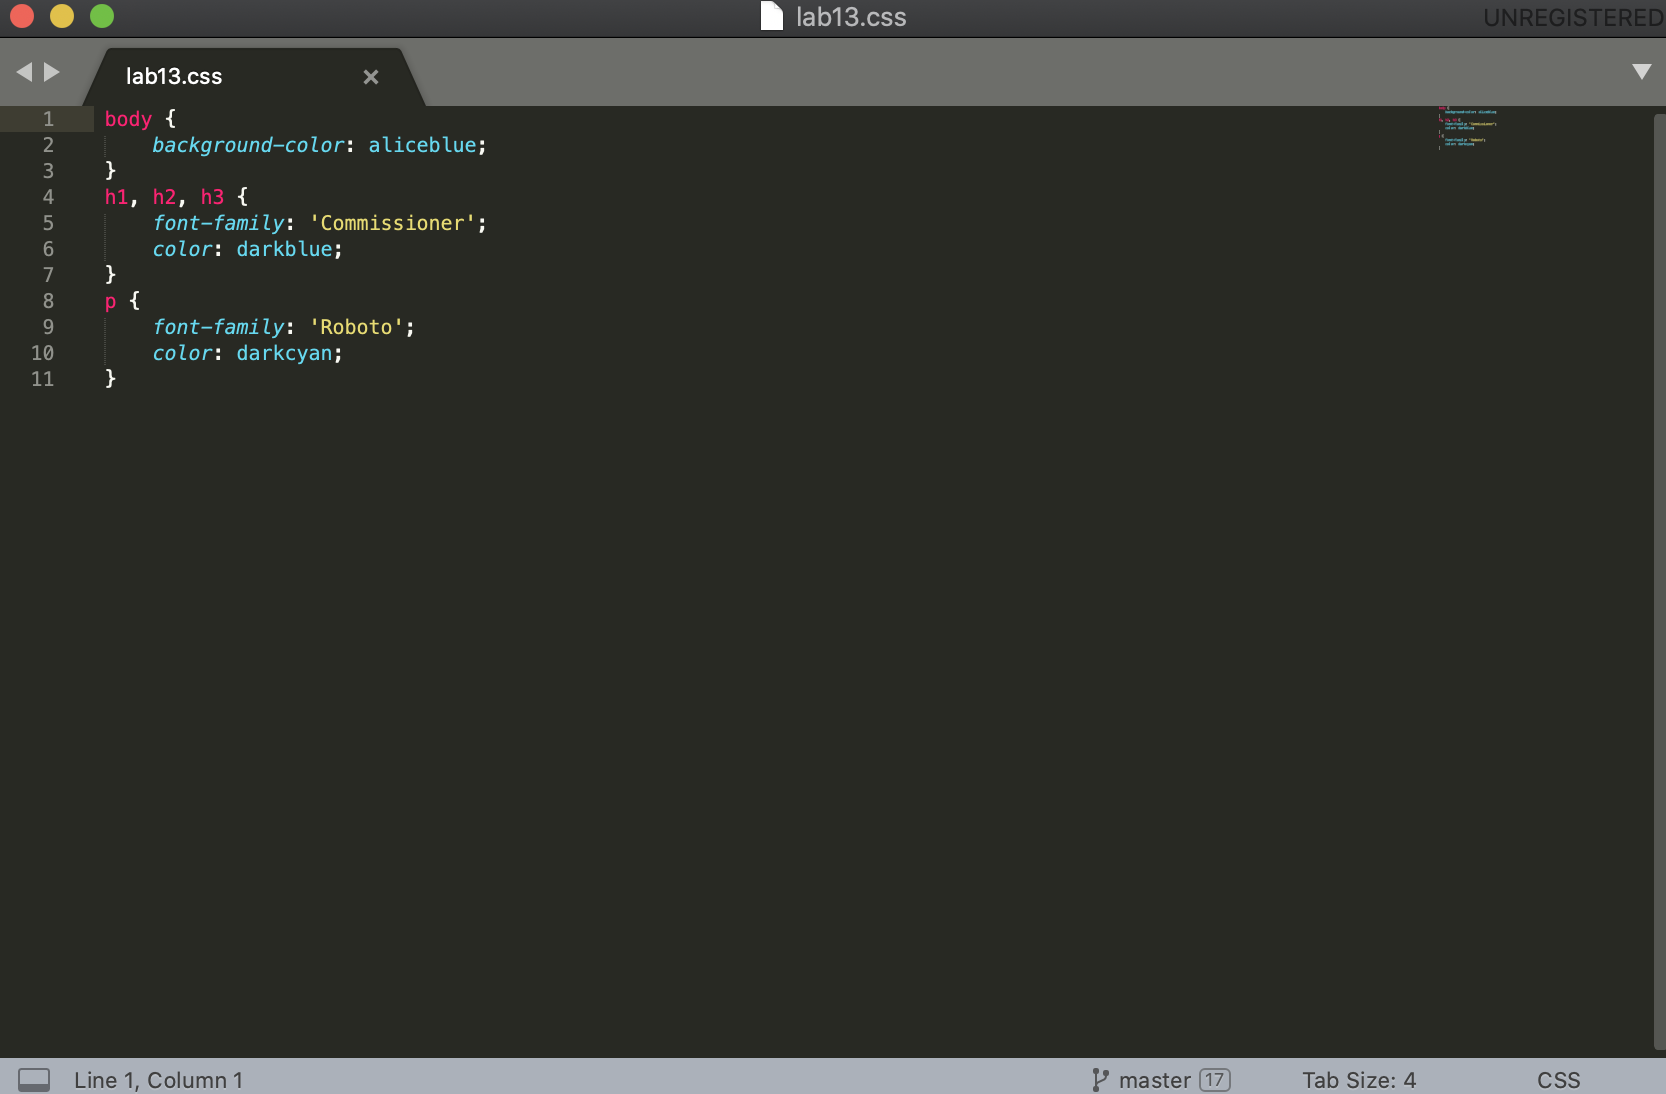 lab13.css
UNREGISTERED
lab13.css
1 body {
2     background-color: aliceblue;
3 }
4 h1, h2, h3 {
5     font-family: 'Commissioner';
6     color: darkblue;
7 }
8 p {
9     font-family: 'Roboto';
10     color: darkcyan;
11 }
Line 1, Column 1 master 17 Tab Size: 4 CSS